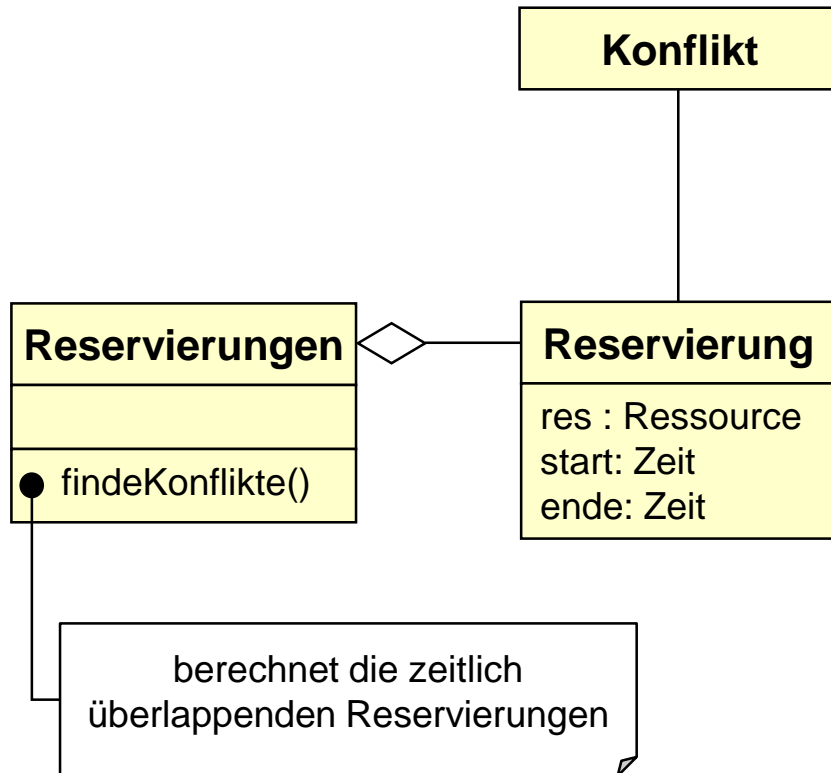 Konflikt
Reservierungen
findeKonflikte()
Reservierung
res : Ressource
start: Zeit
ende: Zeit
berechnet die zeitlich
überlappenden Reservierungen